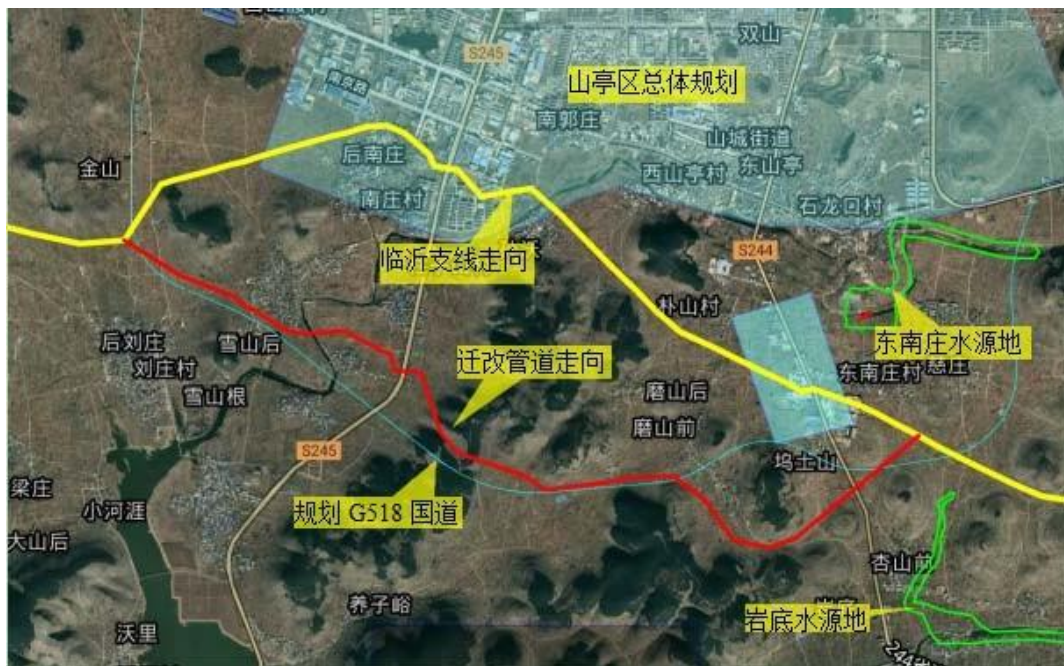 S245
双山
山亭区总体规划
南京路
南郭庄
山城街道
金山
后南庄
西山亭村
东山亭
南庄村
石龙口村
临沂支线走向
S244
朴山村
东南庄水源地
后刘庄
雪山后
刘庄村
迁改管道走向
东南庄村
雪山根
磨山后
磨山前
S245
坞土山
梁庄
小河涯
规划 G518 国道
大山后
杏山前
养子峪
岩底水源地
沃里